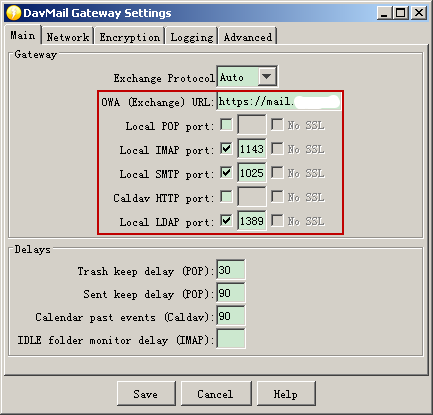 DavMail Gateway Settings
Main Network Encryption Logging Advanced
Gateway
Exchange Protocol Auto
OWA (Exchange) URL: https://mail.
Local POP port: No SSL
Local IMAP port: 1143 No SSL
Local SMTP port: 1025 No SSL
Caldav HTTP port: No SSL
Local LDAP port: 1389 No SSL
Delays
Trash keep delay (POP): 30
Sent keep delay (POP): 90
Calendar past events (Caldav): 90
IDLE folder monitor delay (IMAP):
Save Cancel Help